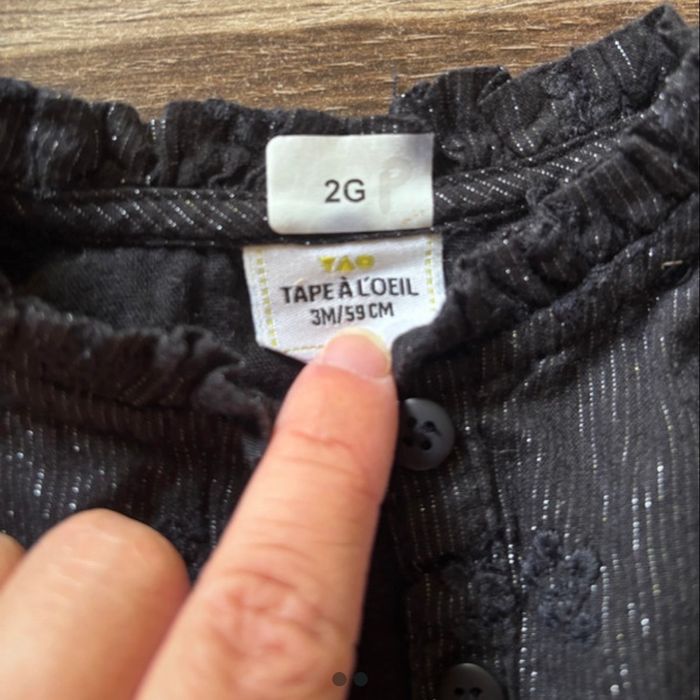 2G
TAO
TAPE À L'OEIL
3M/59 CM